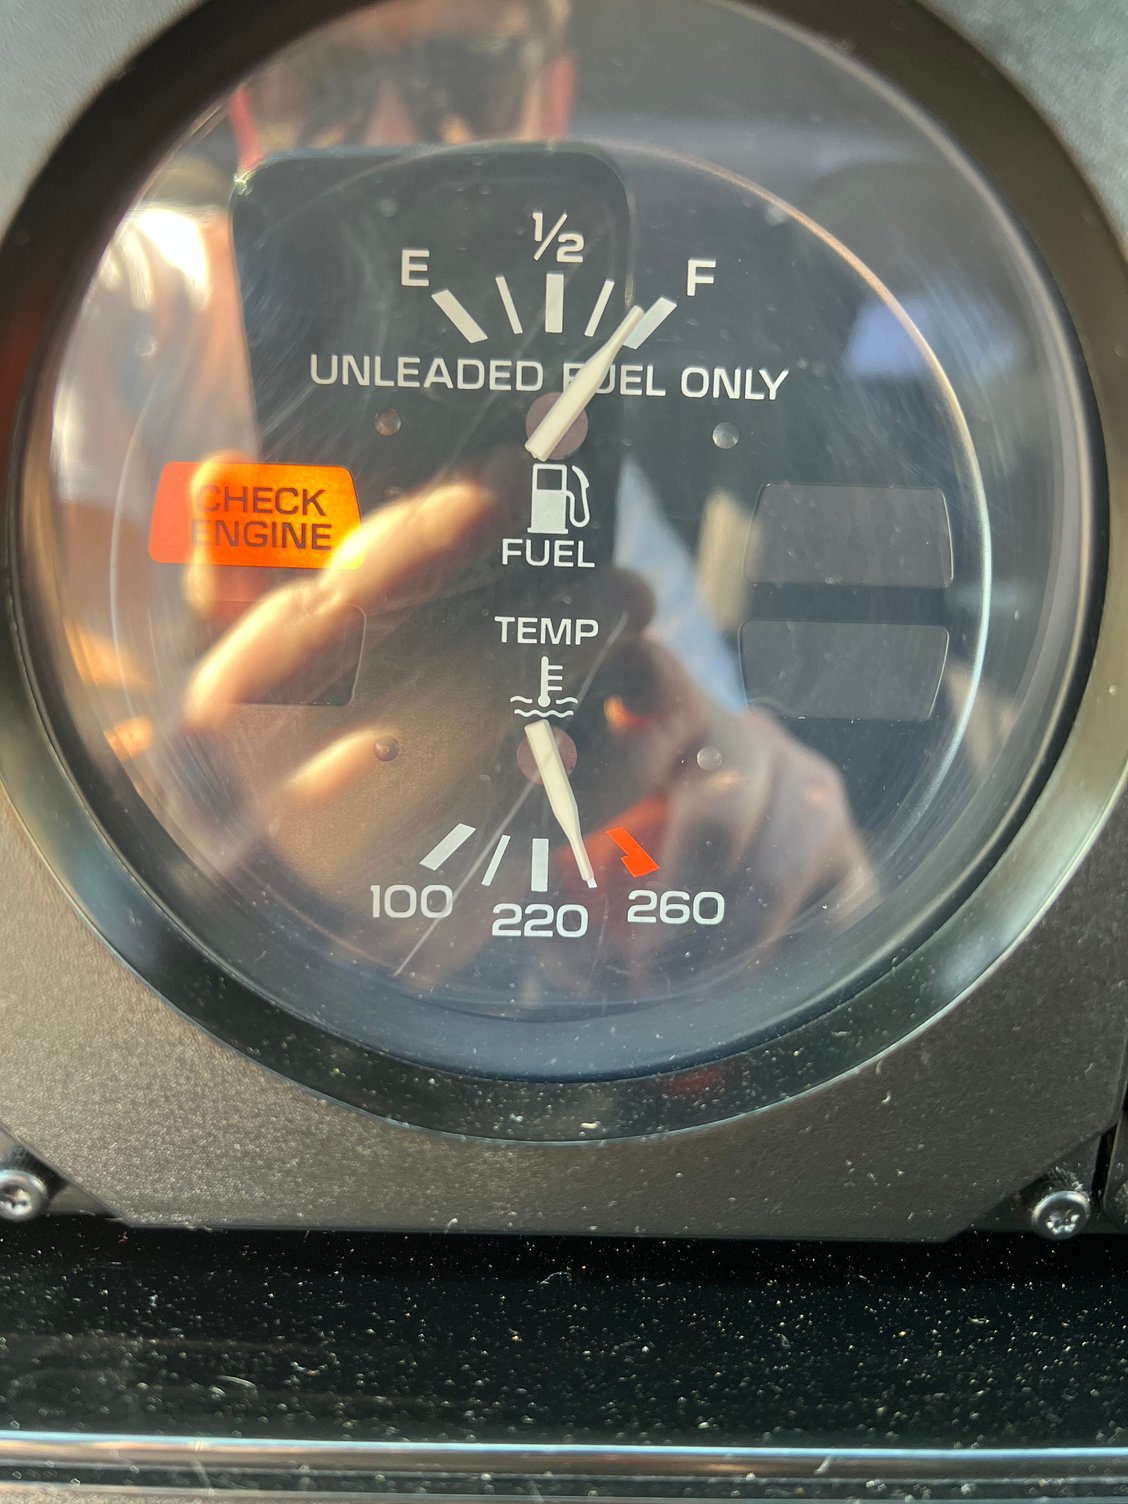 E
1/2
F
UNLEADED FUEL ONLY
CHECK
ENGINE
FUEL
TEMP
100
220
260